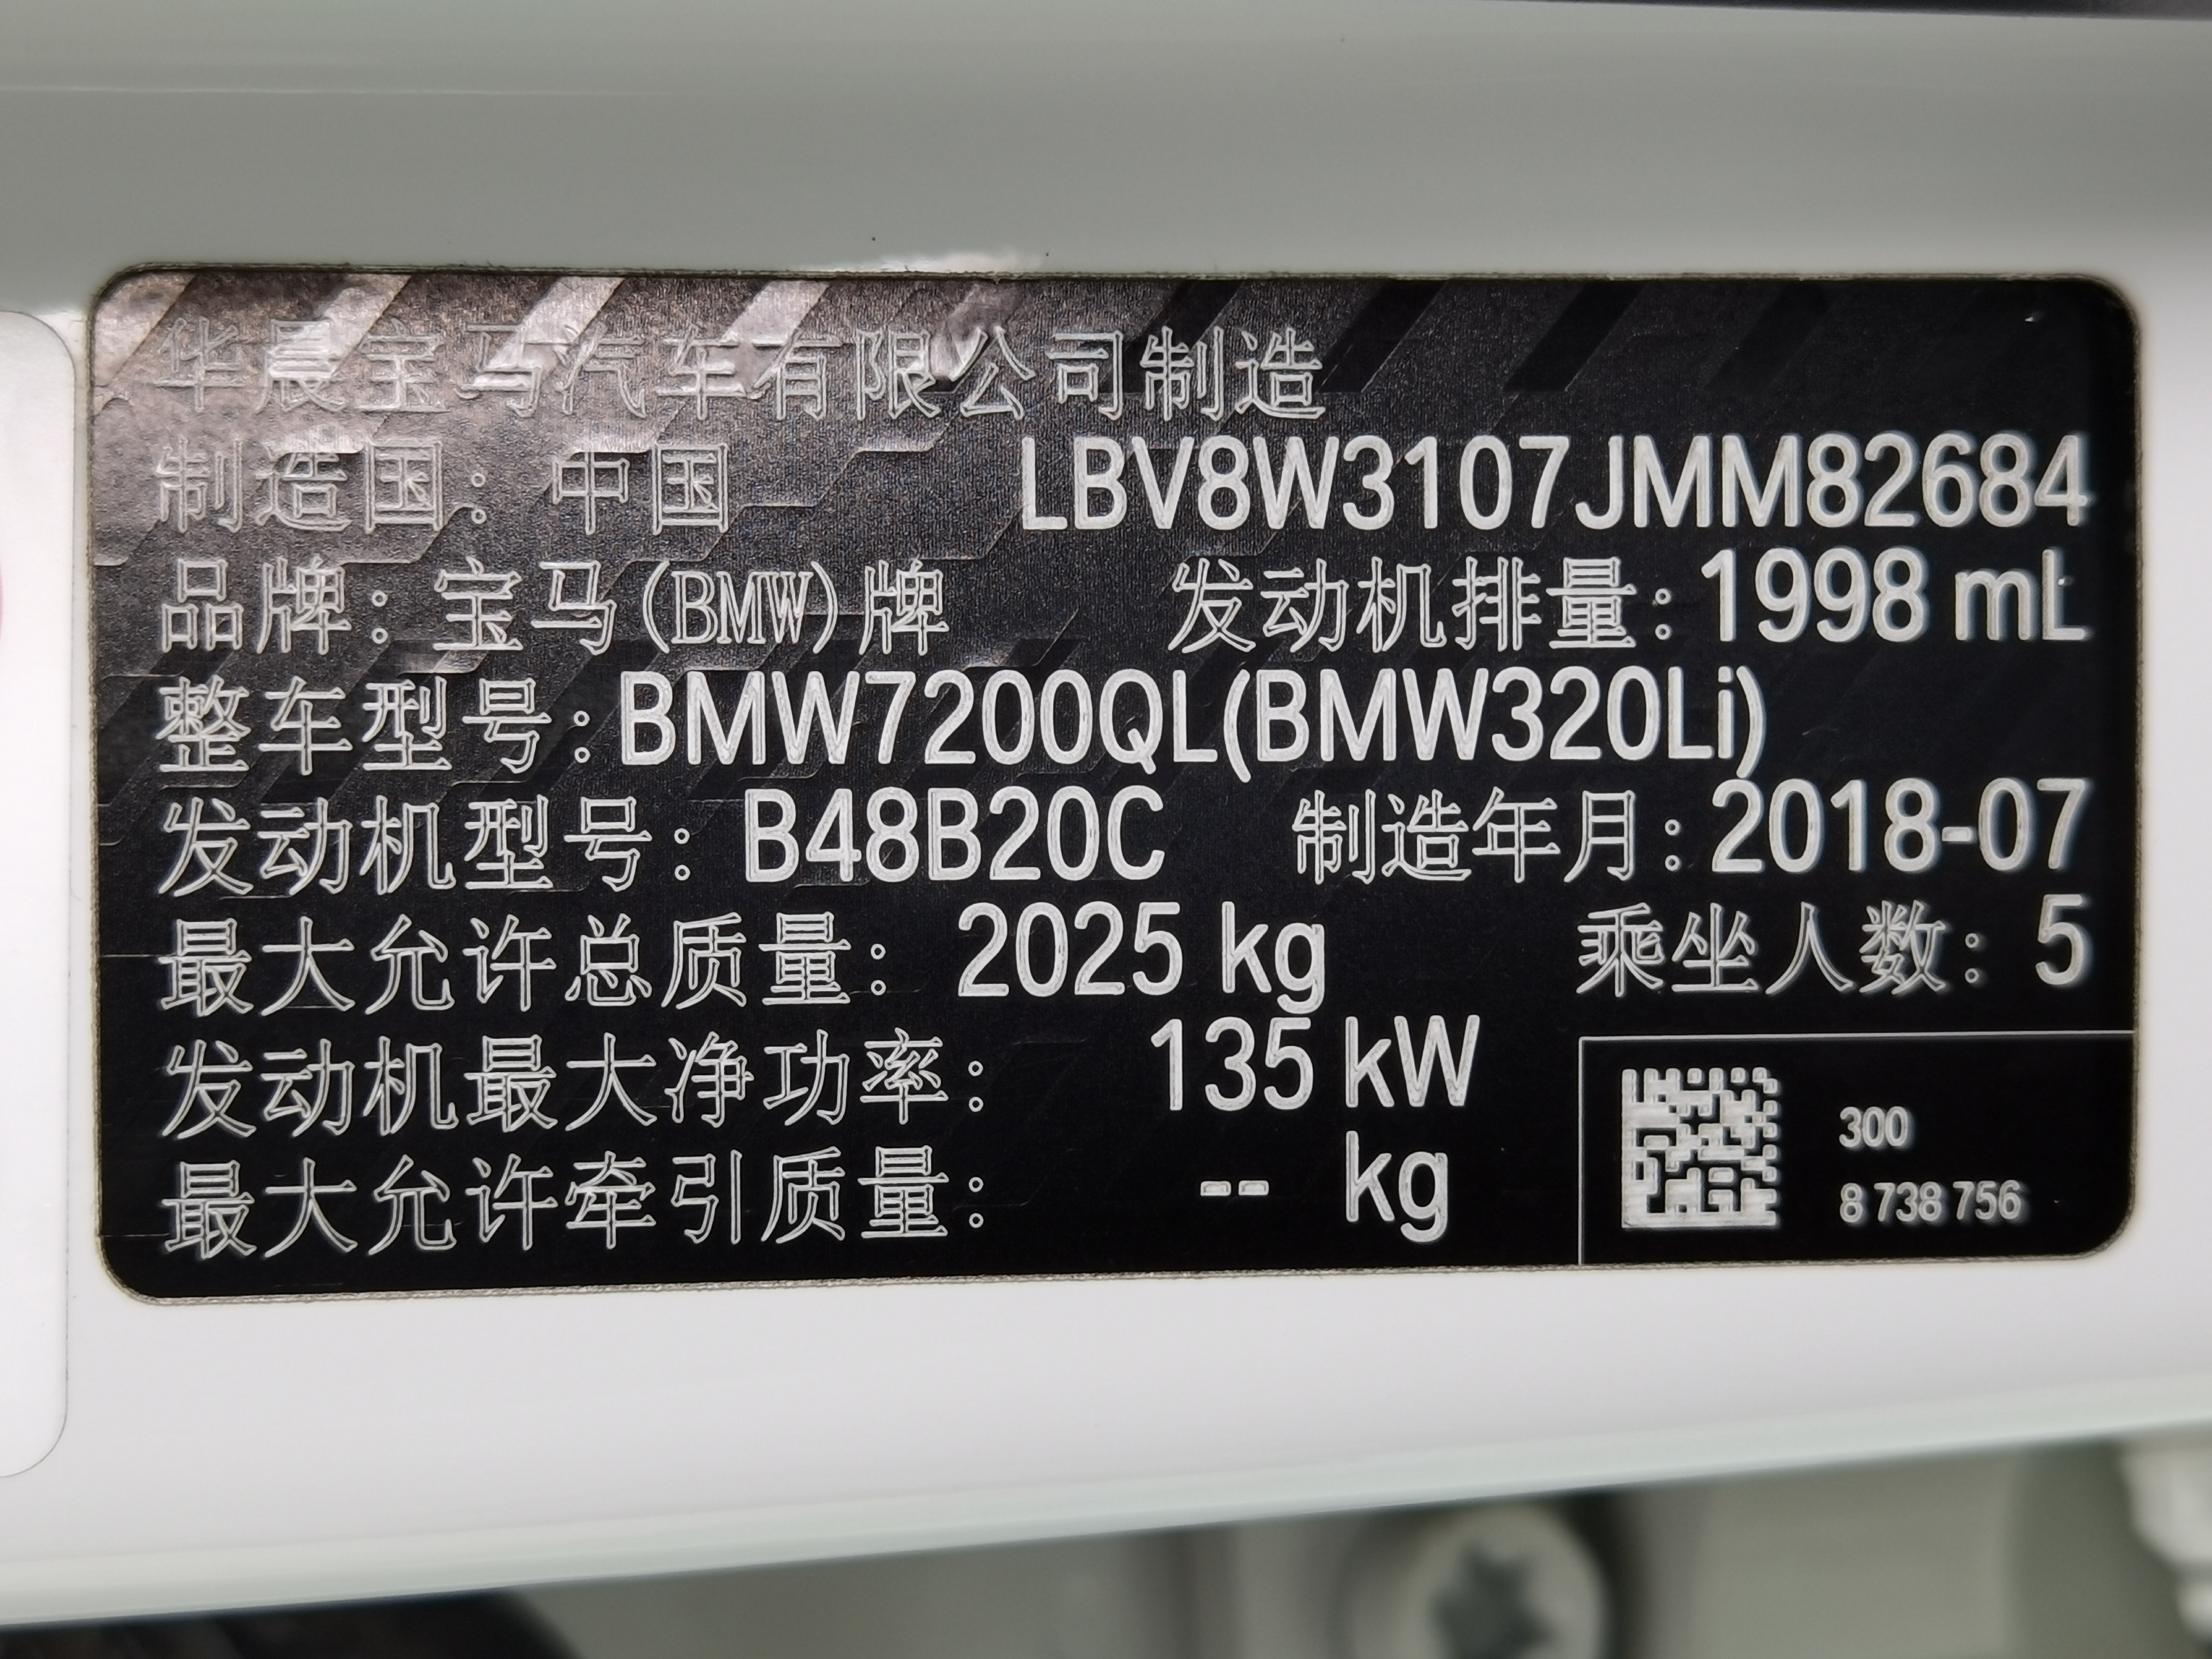 华晨宝马汽车有限公司制造
制造国：中国 LBV8W3107JMM82684
品牌：宝马(BMW)牌 发动机排量：1998 mL
整车型号：BMW7200QL(BMW320Li)
发动机型号：B48B20C 制造年月：2018-07
最大允许总质量：2025 kg 乘坐人数：5
发动机最大净功率：135 kW
最大允许牵引质量：-- kg
300
8 738 756